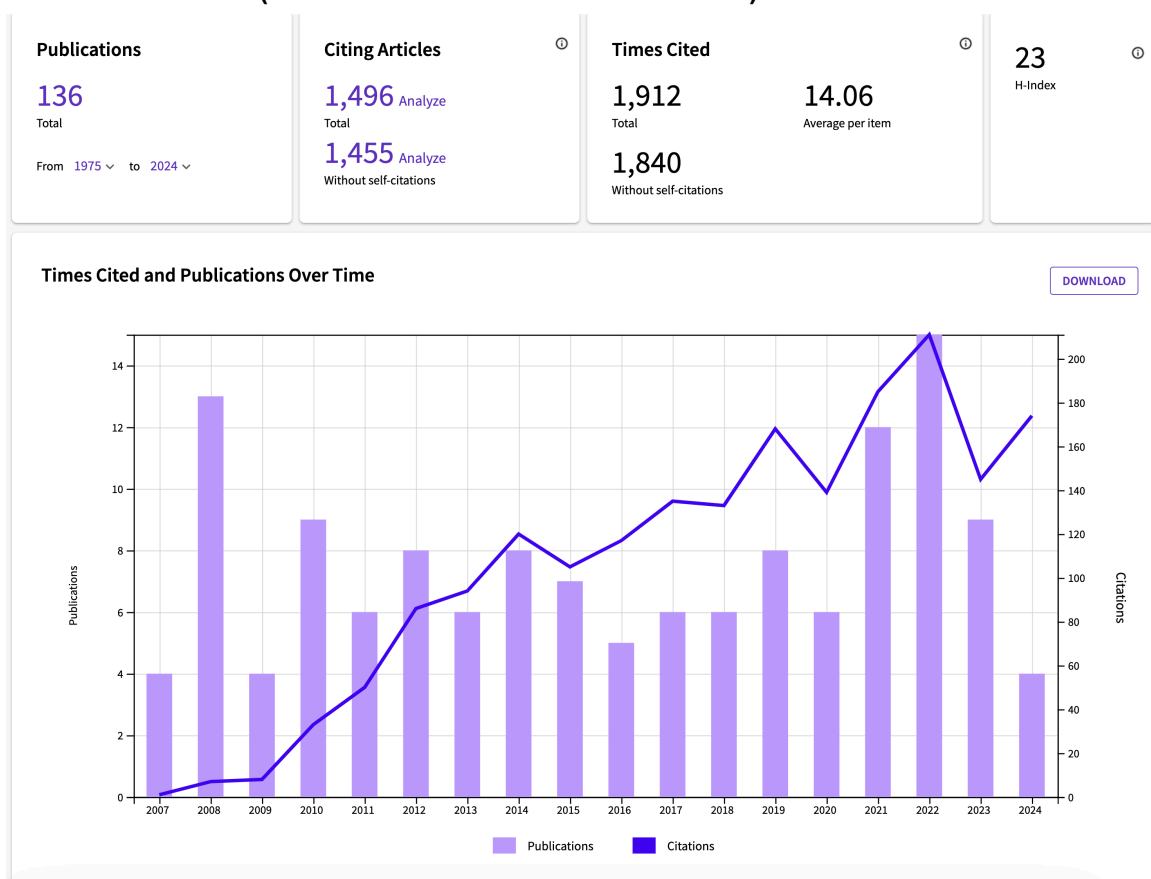 Publications
136
Total
From 1975 to 2024
Citing Articles
1,496 Analyze
Total
1,455 Analyze
Without self-citations
Times Cited
1,912
Total
14.06
Average per item
1,840
Without self-citations
23
H-Index
Times Cited and Publications Over Time
DOWNLOAD
Publications
14
12
10
8
6
4
2
0
200
180
160
140
120
100
80
60
40
20
0
Citations
2007 2008 2009 2010 2011 2012 2013 2014 2015 2016 2017 2018 2019 2020 2021 2022 2023 2024
Publications Citations